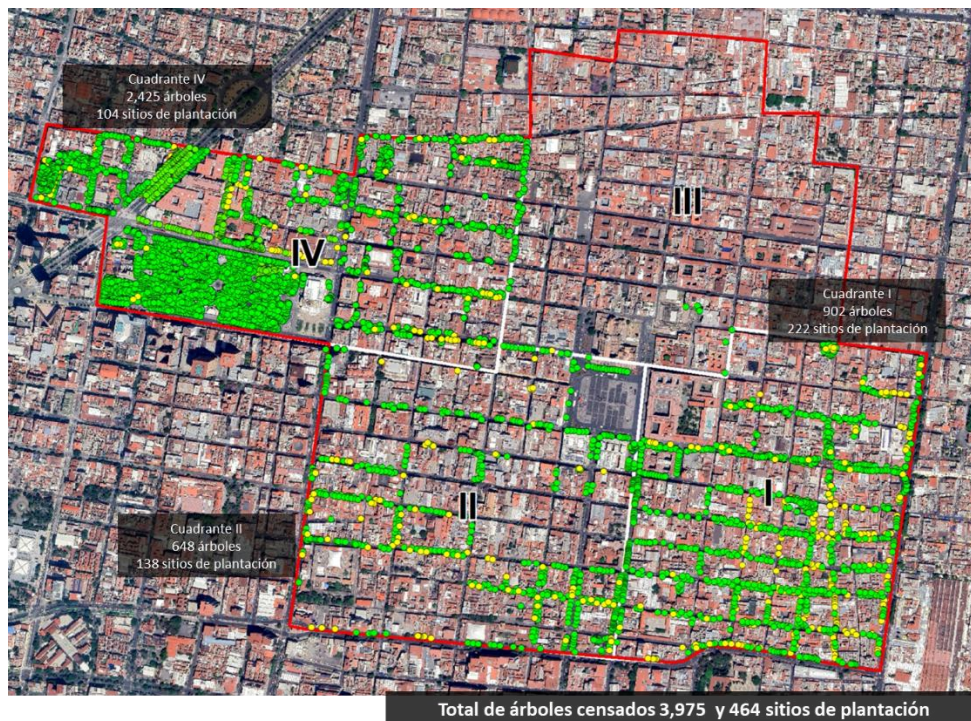 Cuadrante IV
2,425 árboles
104 sitios de plantación
III
IV
Cuadrante I
902 árboles
222 sitios de plantación
I
II
Cuadrante II
648 árboles
138 sitios de plantación
Total de árboles censados 3,975 y 464 sitios de plantación